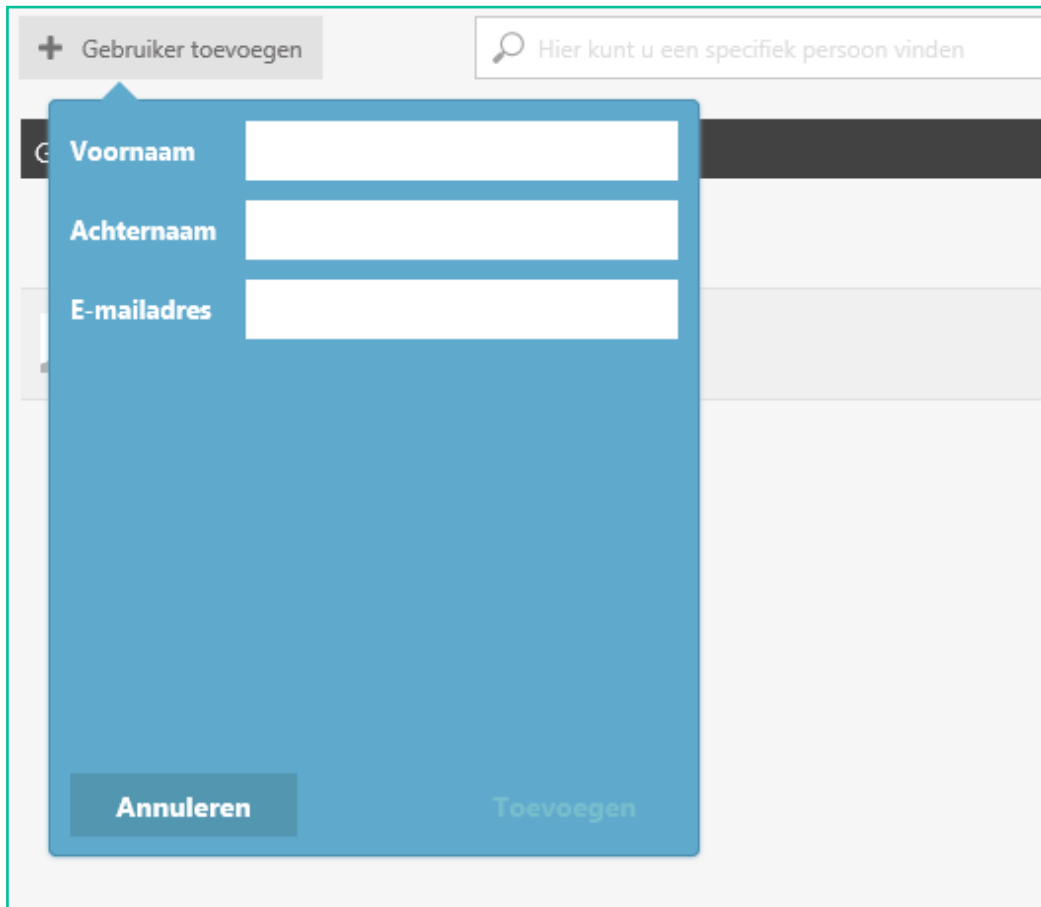 Gebruiker toevoegen
Hier kunt u een specifiek persoon vinden
Voornaam
Achternaam
E-mailadres
Annuleren
Toevoegen